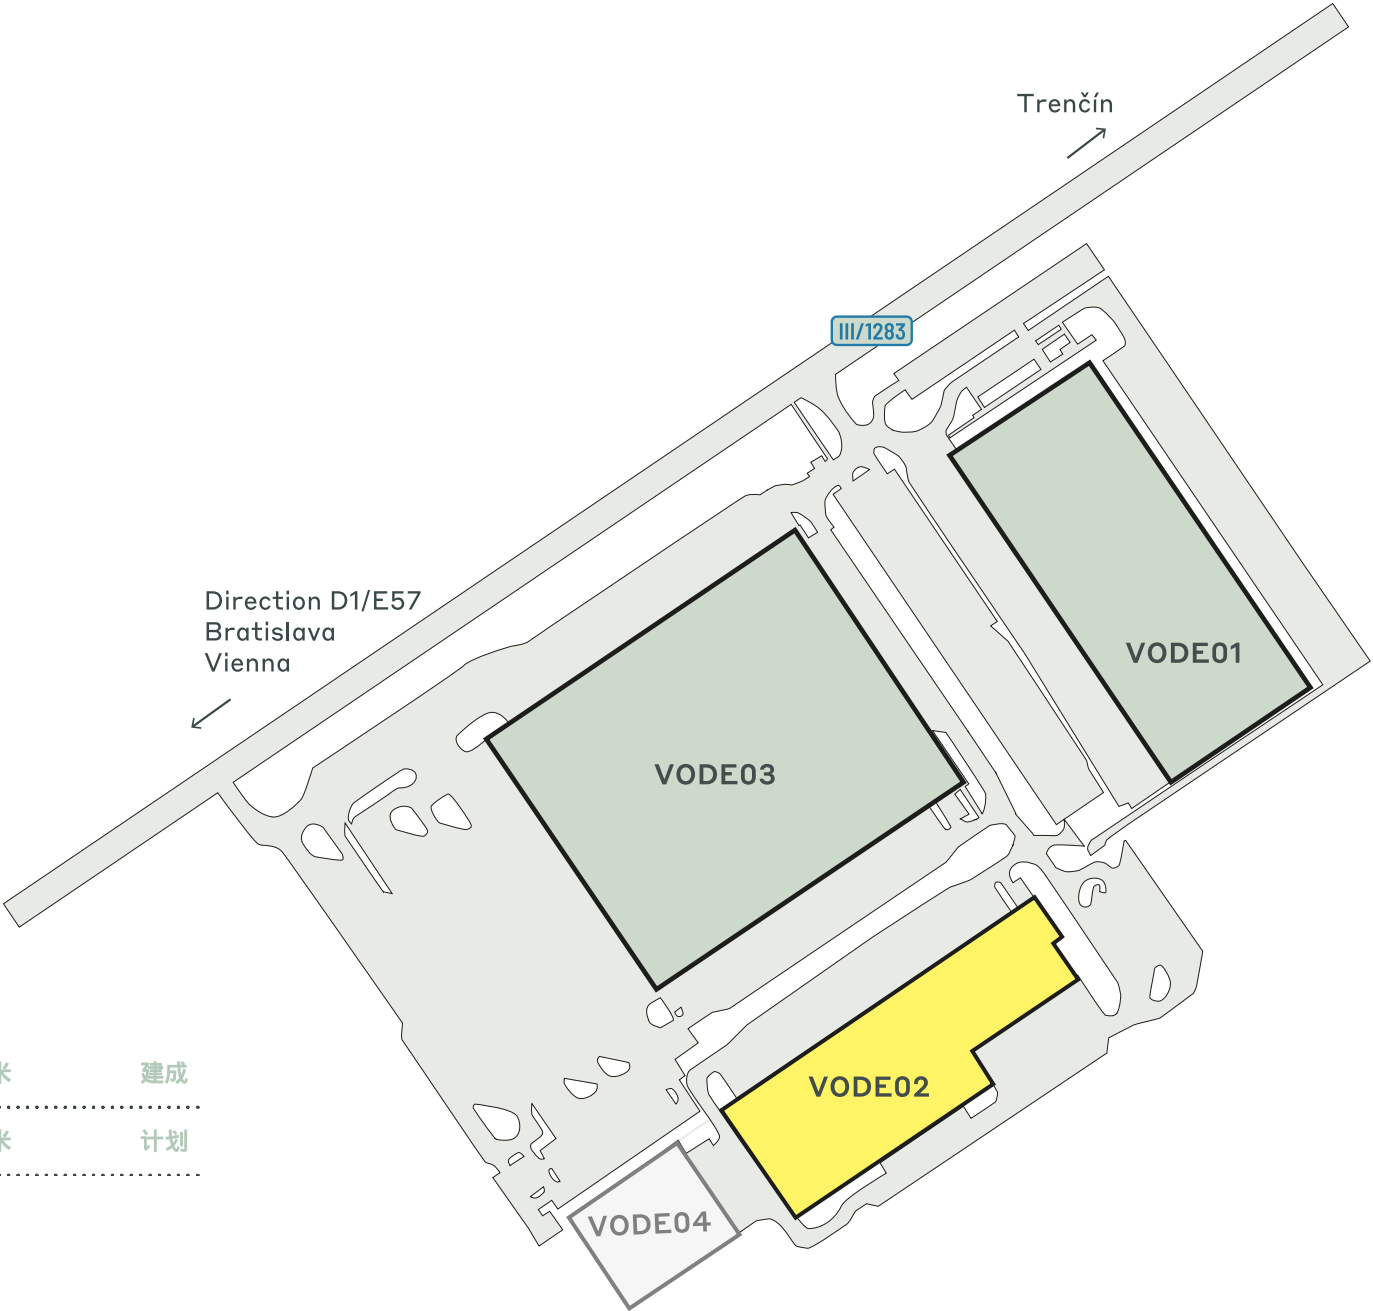 Trenčín
III/1283
Direction D1/E57
Bratislava
Vienna
VODE01
VODE03
建成
VODE02
计划
VODE04